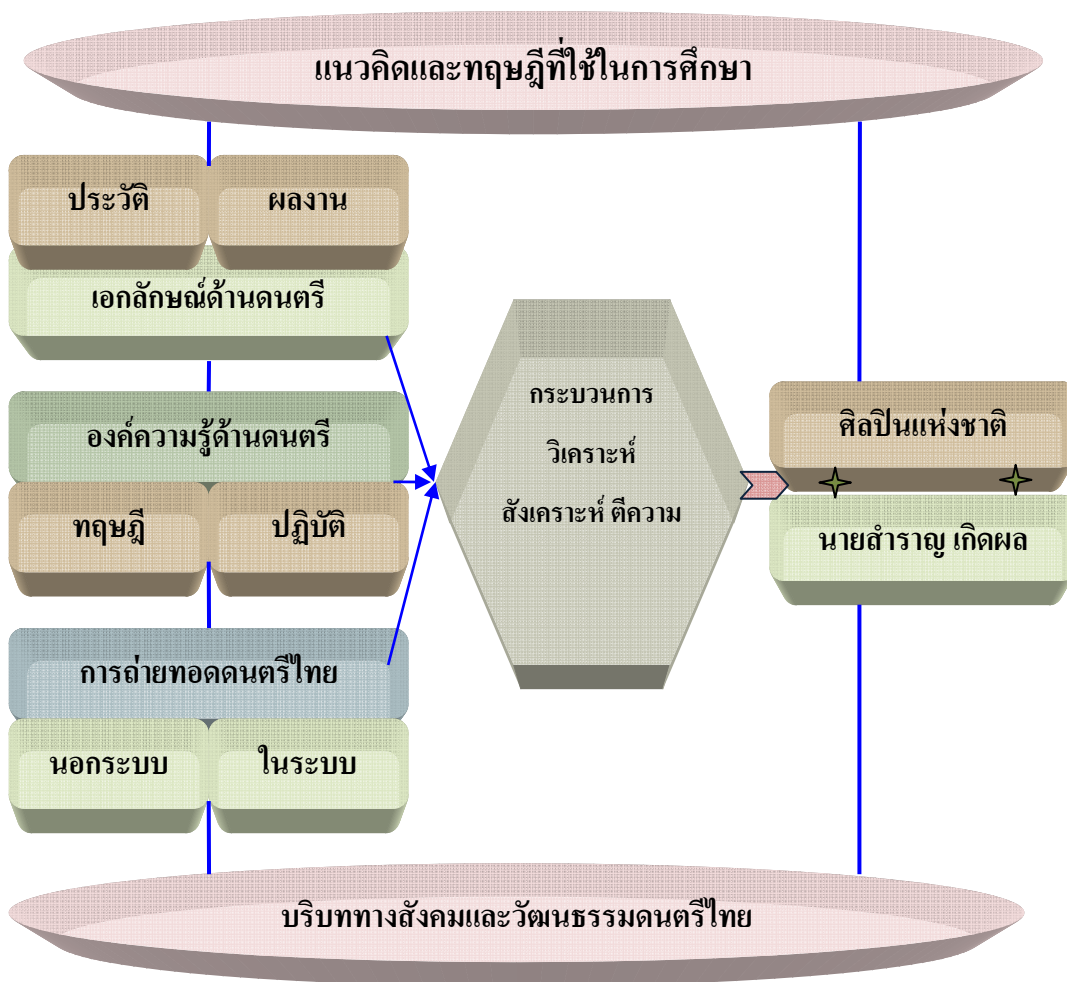 แนวคิดและทฤษฎีที่ใช้ในการศึกษา
ประวัติ
ผลงาน
เอกลักษณ์ด้านดนตรี
องค์ความรู้ด้านดนตรี
ทฤษฎี
ปฏิบัติ
การถ่ายทอดดนตรีไทย
นอกระบบ
ในระบบ
กระบวนการ
วิเคราะห์
สังเคราะห์ ตีความ
ศิลปินแห่งชาติ
นายสำราญ เกิดผล
บริบททางสังคมและวัฒนธรรมดนตรีไทย